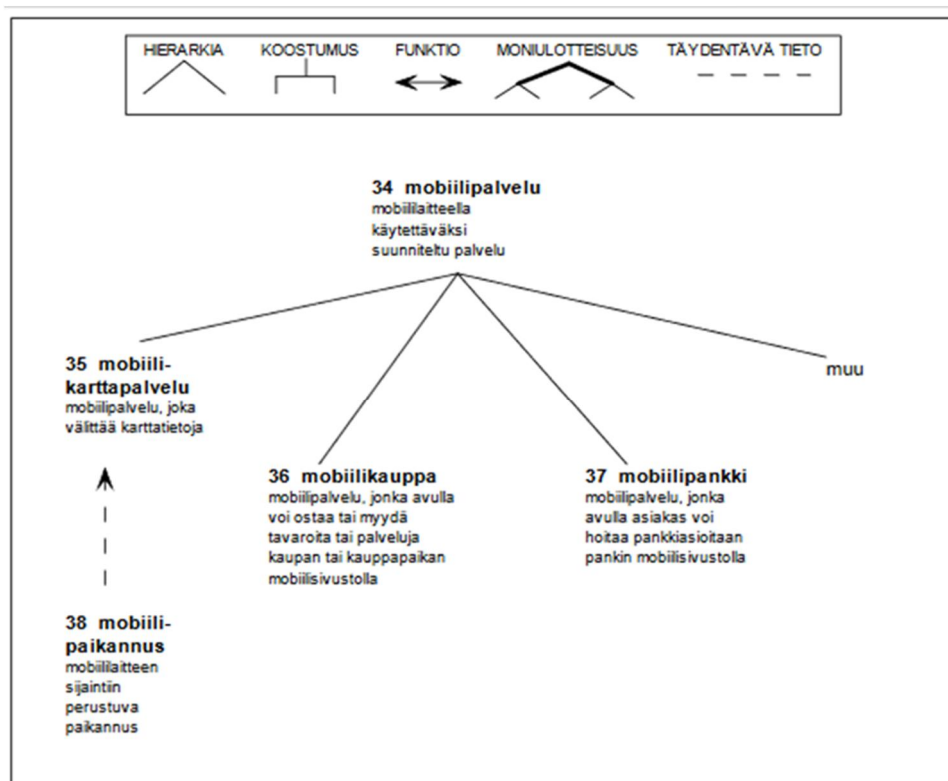 HIERARKIA KOOSTUMUS FUNKTIO MONIULOTTEISUUS TÄYDENTÄVÄ TIETO
34 mobiilipalvelu
mobiililaitteella
käytettäväksi
suunniteltu palvelu
35 mobiili-
karttapalvelu
mobiilipalvelu, joka
välittää karttatietoja
muu
36 mobiilikauppa
mobiilipalvelu, jonka avulla
voi ostaa tai myydä
tavaroita tai palveluja
kaupan tai kauppapaikan
mobiilisivustolla
37 mobiilipankki
mobiilipalvelu, jonka
avulla asiakas voi
hoitaa pankkiasioitaan
pankin mobiilisivustolla
38 mobiili-
paikannus
mobiililaitteen
sijaintiin
perustuva
paikannus